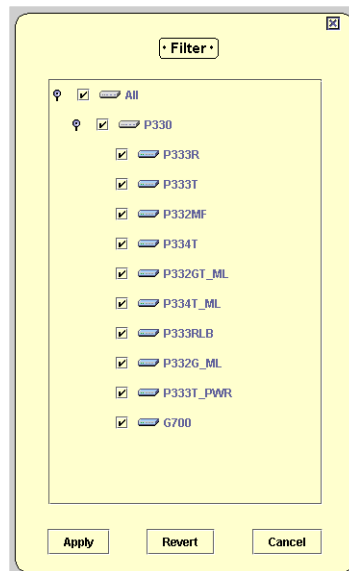 • Filter •
All
P330
P333R
P333T
P332MF
P334T
P332GT_ML
P334T_ML
P333RLB
P332G_ML
P333T_PWR
G700
Apply Revert Cancel